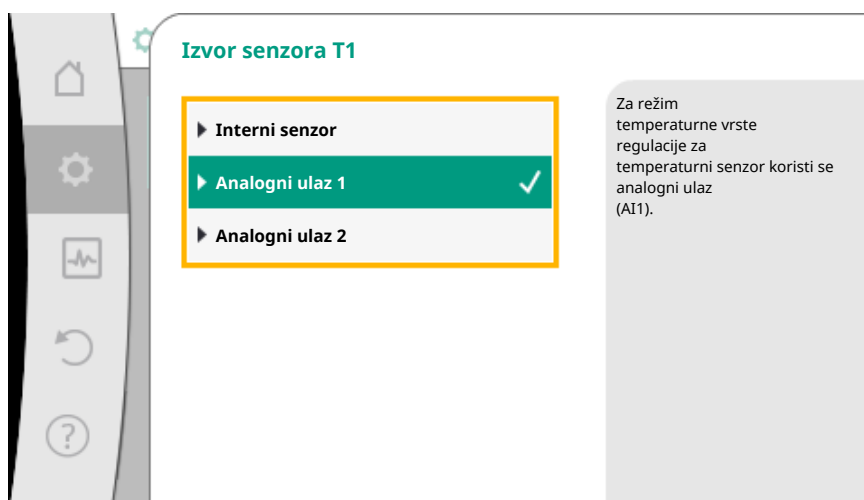 Izvor senzora T1
Interni senzor
Analogni ulaz 1
Analogni ulaz 2
Za režim
temperaturne vrste
regulacije za
temperaturni senzor koristi se
analogni ulaz
(AI1).
?